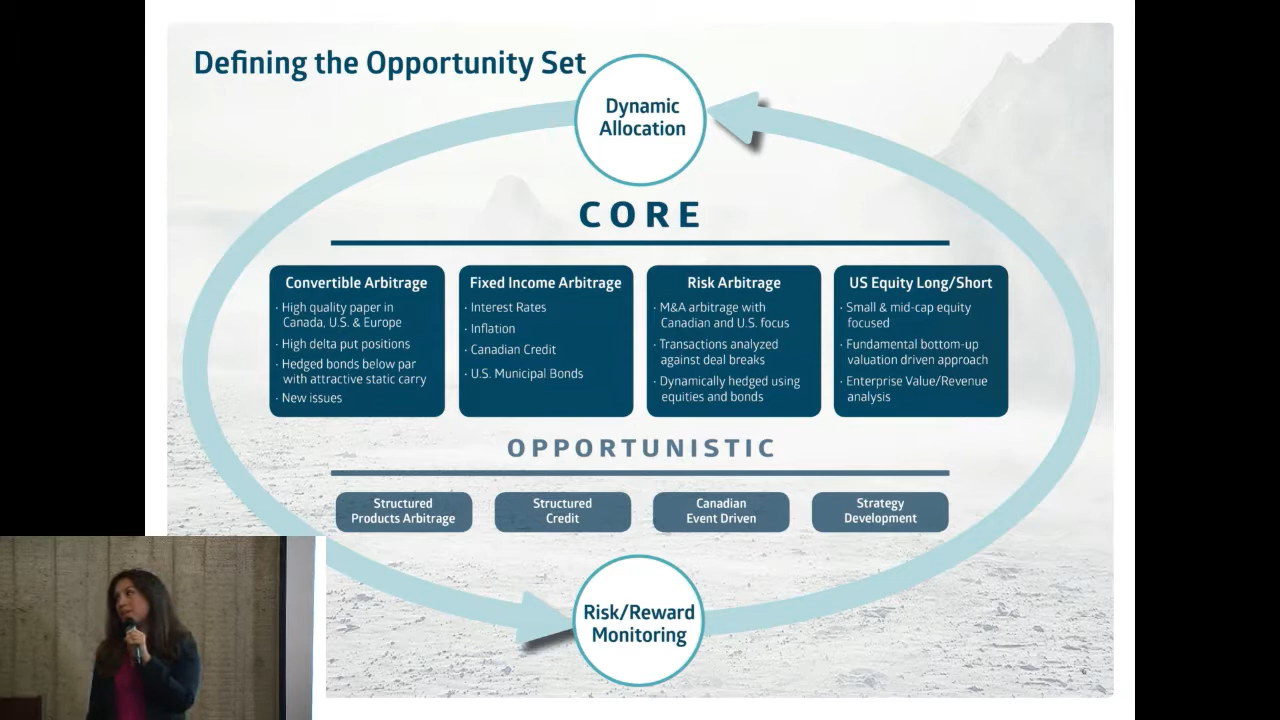 Defining the Opportunity Set
Dynamic
Allocation
CORE
Convertible Arbitrage
· High quality paper in
Canada, U.S. & Europe
· High delta put positions
· Hedged bonds below par
with attractive static carry
· New issues
Fixed Income Arbitrage
· Interest Rates
· Inflation
· Canadian Credit
· U.S. Municipal Bonds
Risk Arbitrage
· M&A arbitrage with
Canadian and U.S. focus
· Transactions analyzed
against deal breaks
· Dynamically hedged using
equities and bonds
US Equity Long/Short
· Small & mid-cap equity
focused
· Fundamental bottom-up
valuation driven approach
· Enterprise Value/Revenue
analysis
OPPORTUNISTIC
Structured
Products Arbitrage
Structured
Credit
Canadian
Event Driven
Strategy
Development
Risk/Reward
Monitoring